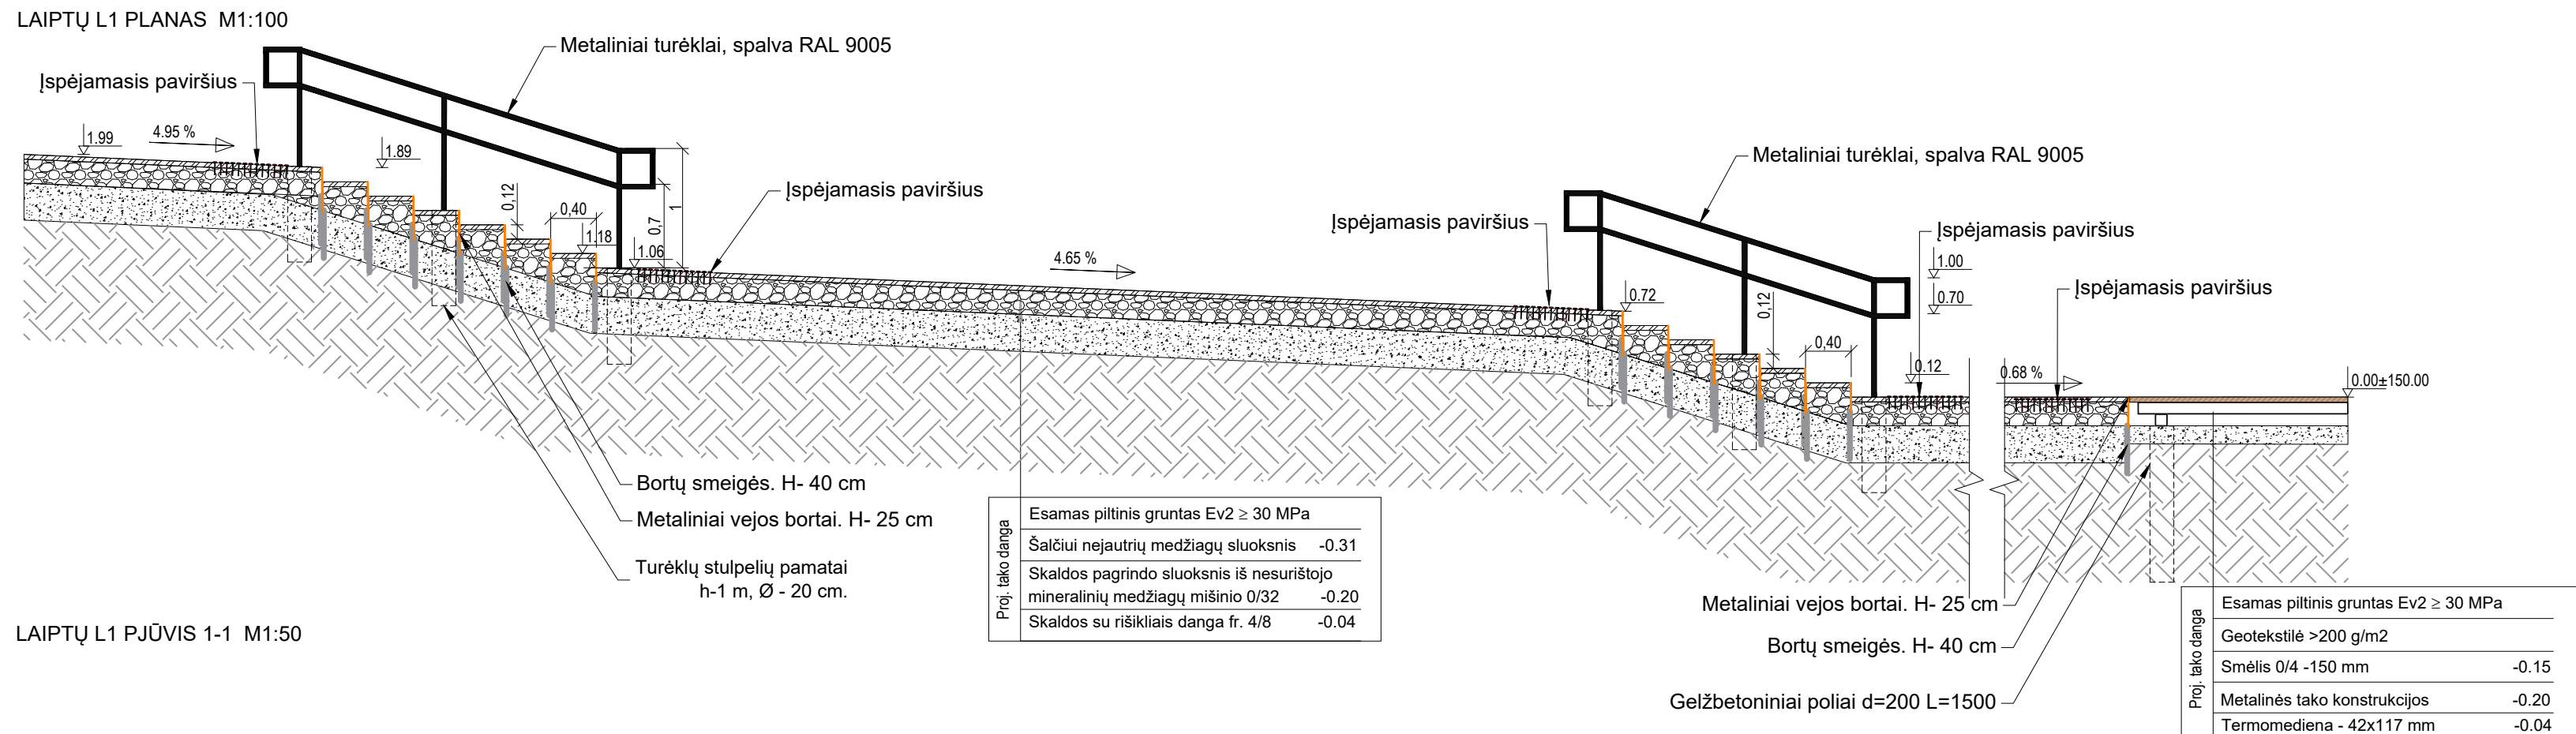 LAIPTŲ L1 PLANAS M1:100
Metaliniai turėklai, spalva RAL 9005
Įspėjamasis paviršius
1.99
4.95 %
1.89
0,12
0,40
1.18
1.06
0,7
1
Įspėjamasis paviršius
4.65 %
Įspėjamasis paviršius
Metaliniai turėklai, spalva RAL 9005
0.72
0,12
0,40
Įspėjamasis paviršius
1.00
0.70
0.12
Įspėjamasis paviršius
0.68 %
0.00±150.00
Bortų smeigės. H- 40 cm
Metaliniai vejos bortai. H- 25 cm
Turėklų stulpelių pamatai
h-1 m, Ø - 20 cm.
Proj. tako danga
Esamas piltinis gruntas Ev2 ≥ 30 MPa
Šalčiui nejautrių medžiagų sluoksnis -0.31
Skaldos pagrindo sluoksnis iš nesurištojo
mineralinių medžiagų mišinio 0/32 -0.20
Skaldos su rišikliais danga fr. 4/8 -0.04
Metaliniai vejos bortai. H- 25 cm
Bortų smeigės. H- 40 cm
Gelžbetoniniai poliai d=200 L=1500
Proj. tako danga
Esamas piltinis gruntas Ev2 ≥ 30 MPa
Geotekstilė >200 g/m2
Smėlis 0/4 -150 mm -0.15
Metalinės tako konstrukcijos -0.20
Termomediena - 42x117 mm -0.04
LAIPTŲ L1 PJŪVIS 1-1 M1:50